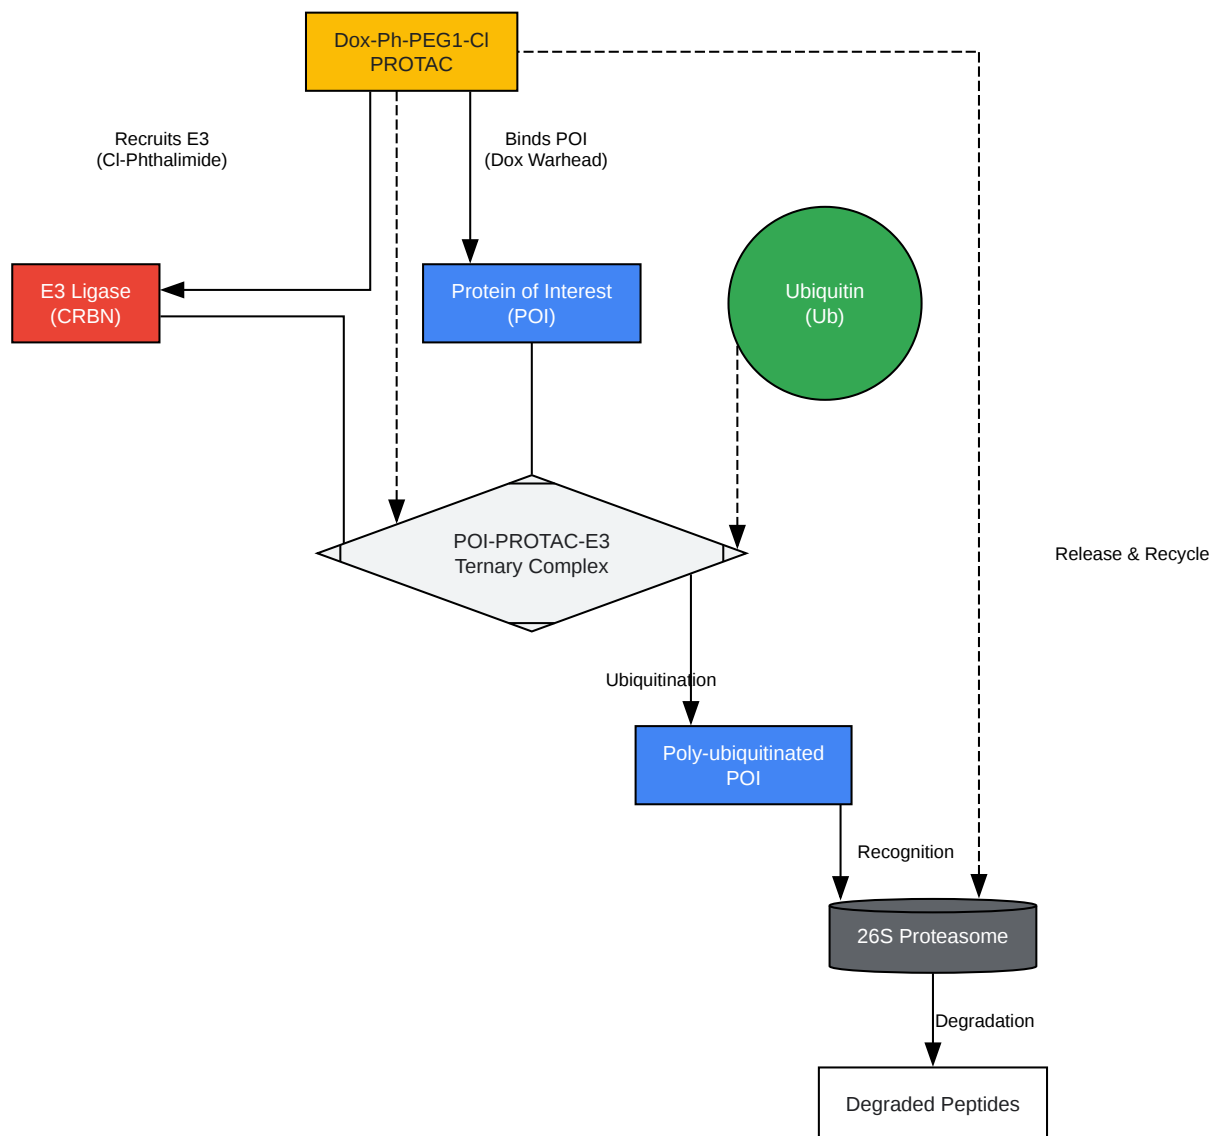 Dox-Ph-PEG1-Cl
PROTAC
Recruits E3
(Cl-Phthalimide)
Binds POI
(Dox Warhead)
E3 Ligase
(CRBN)
Protein of Interest
(POI)
Ubiquitin
(Ub)
POI-PROTAC-E3
Ternary Complex
Release & Recycle
Ubiquitination
Poly-ubiquitinated
POI
Recognition
26S Proteasome
Degradation
Degraded Peptides